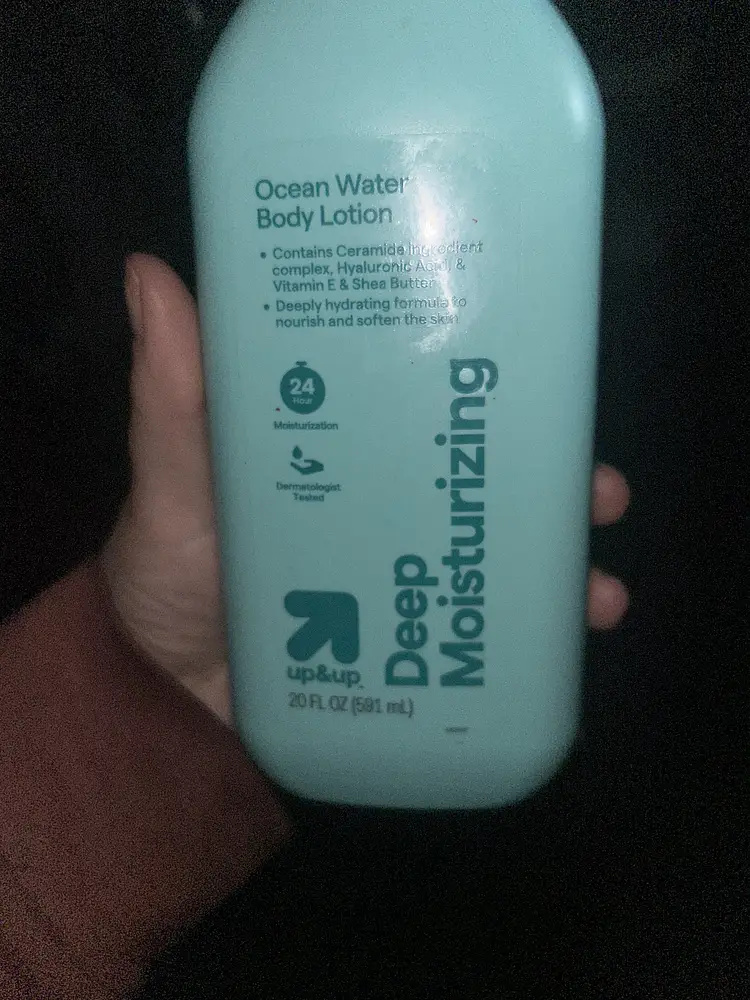 Ocean Water
Body Lotion
• Contains Ceramide Ingredient
complex, Hyaluronic Acid, &
Vitamin E & Shea Butter
• Deeply hydrating formula to
nourish and soften the skin
24
Hour
Moisturization
Dermatologist
Tested
Deep
Moisturizing
up&up™
20 FL OZ (591 mL)